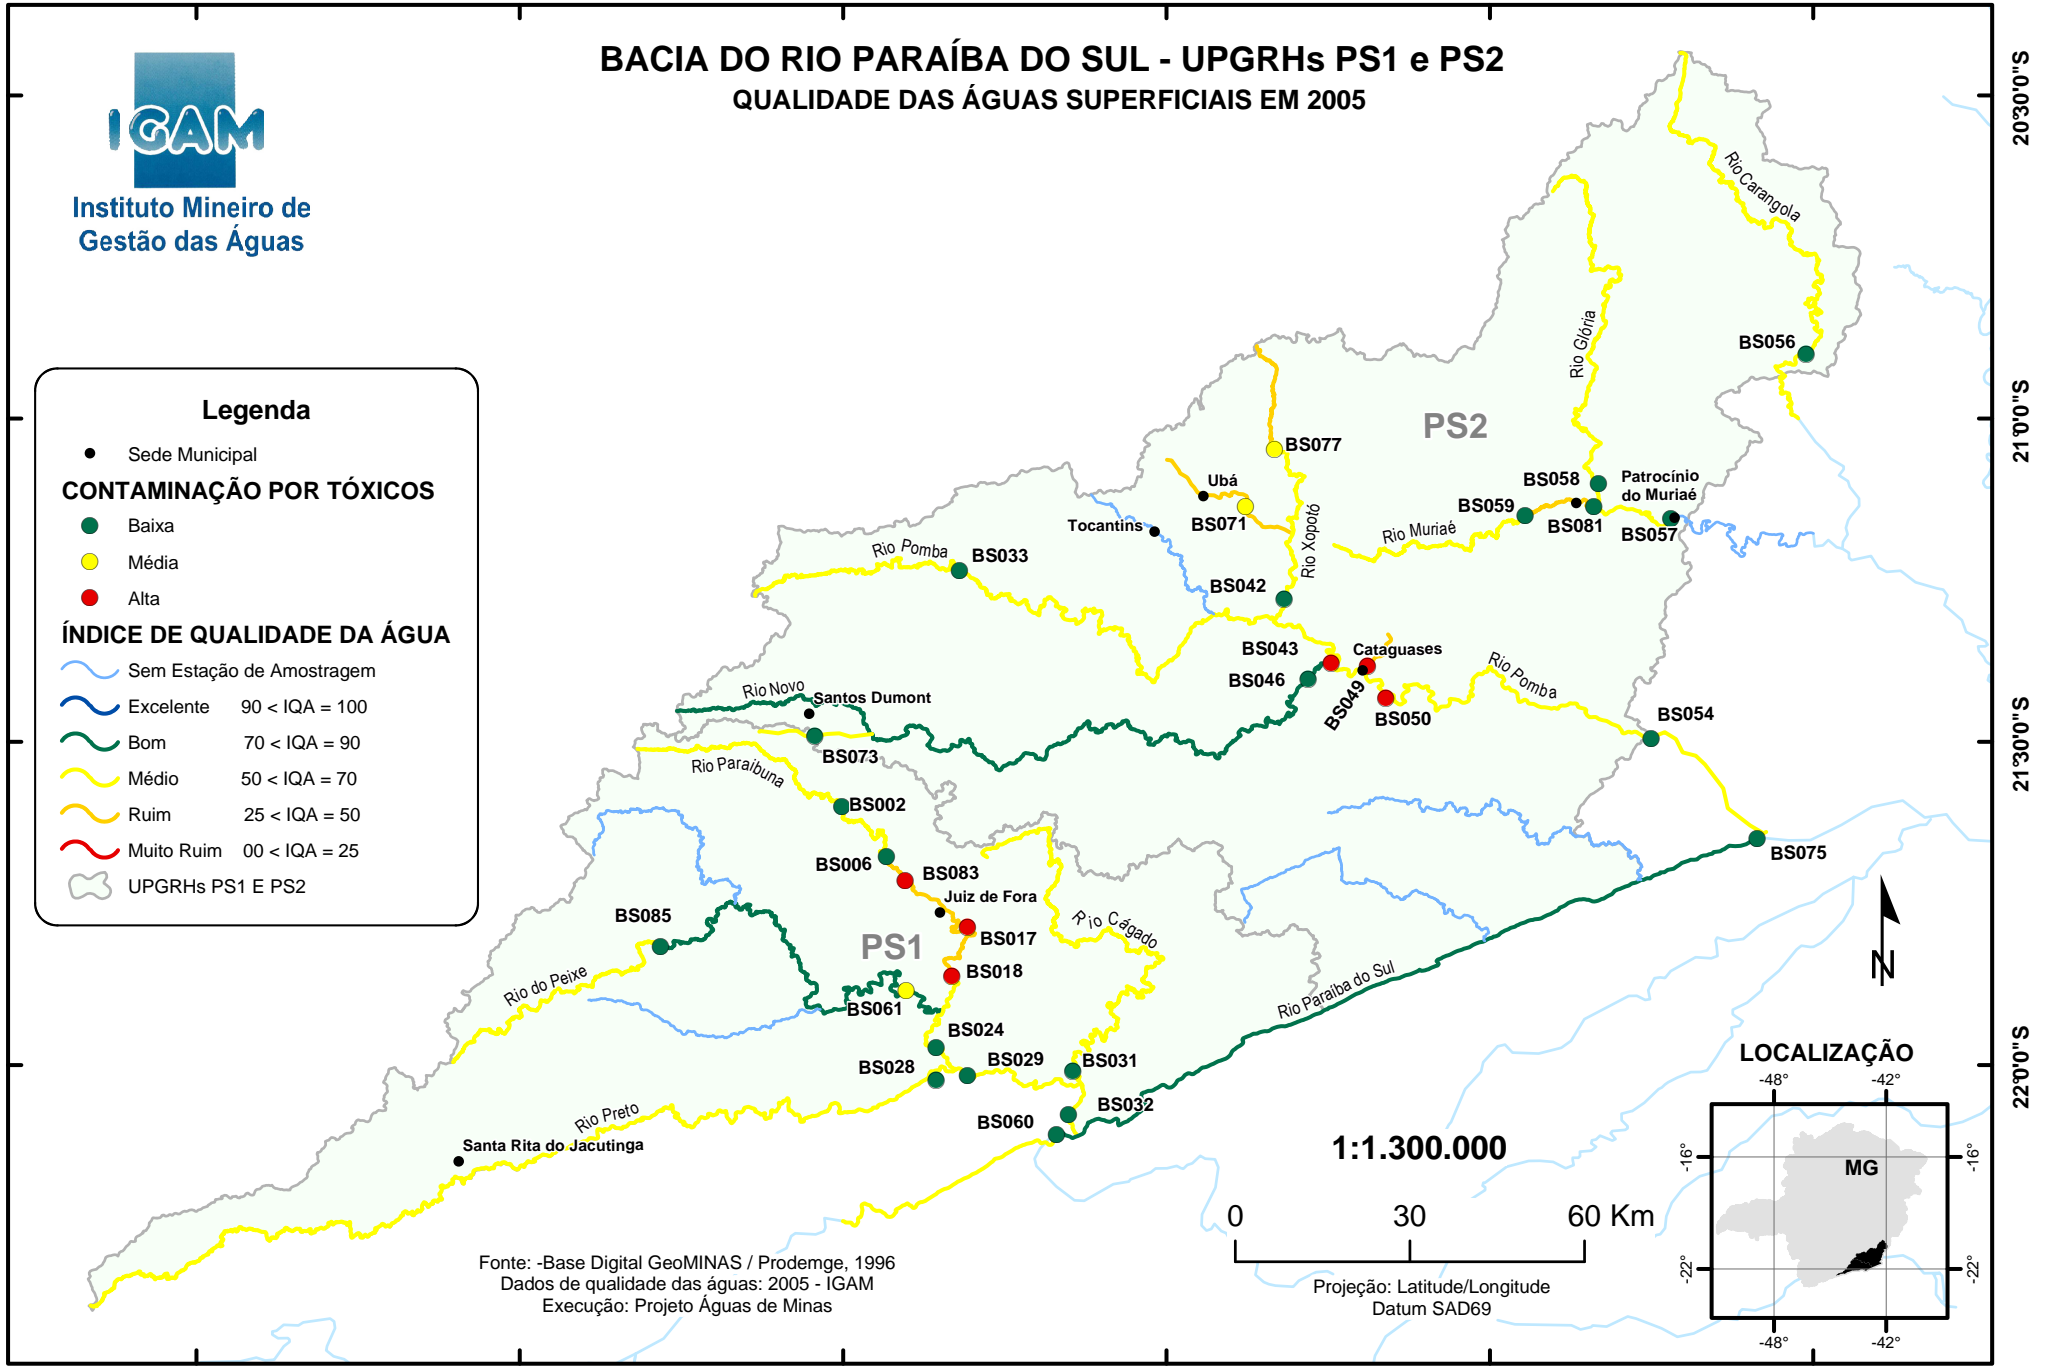 BACIA DO RIO PARAÍBA DO SUL - UPGRHs PS1 e PS2
QUALIDADE DAS ÁGUAS SUPERFICIAIS EM 2005
IGAM
Instituto Mineiro de
Gestão das Águas
Legenda
Sede Municipal
CONTAMINAÇÃO POR TÓXICOS
Baixa
Média
Alta
ÍNDICE DE QUALIDADE DA ÁGUA
Sem Estação de Amostragem
Excelente 90 < IQA = 100
Bom 70 < IQA = 90
Médio 50 < IQA = 70
Ruim 25 < IQA = 50
Muito Ruim 00 < IQA = 25
UPGRHs PS1 E PS2
Rio Carangola
BS056
Rio Glória
PS2
BS077
Ubá
BS071
Tocantins
Rio Xopotó
BS058
Patrocínio
do Muriaé
BS059
BS081
BS057
Rio Muriaé
Rio Pomba
BS033
BS042
BS043
Cataguases
BS046
BS049
BS050
Rio Pomba
BS054
Rio Novo
Santos Dumont
BS073
Rio Paraibuna
BS002
BS006
BS083
Juiz de Fora
BS075
BS085
PS1
BS017
BS018
Rio Cágado
Rio do Peixe
BS061
Rio Paraíba do Sul
BS024
BS028
BS029
BS031
BS032
BS060
Rio Preto
Santa Rita do Jacutinga
20°30'0"S
21°0'0"S
21°30'0"S
22°0'0"S
N
1:1.300.000
0 30 60 Km
Projeção: Latitude/Longitude
Datum SAD69
Fonte: -Base Digital GeoMINAS / Prodemge, 1996
Dados de qualidade das águas: 2005 - IGAM
Execução: Projeto Águas de Minas
LOCALIZAÇÃO
-48° -42°
-16° MG -16°
-22° -22°
-48° -42°